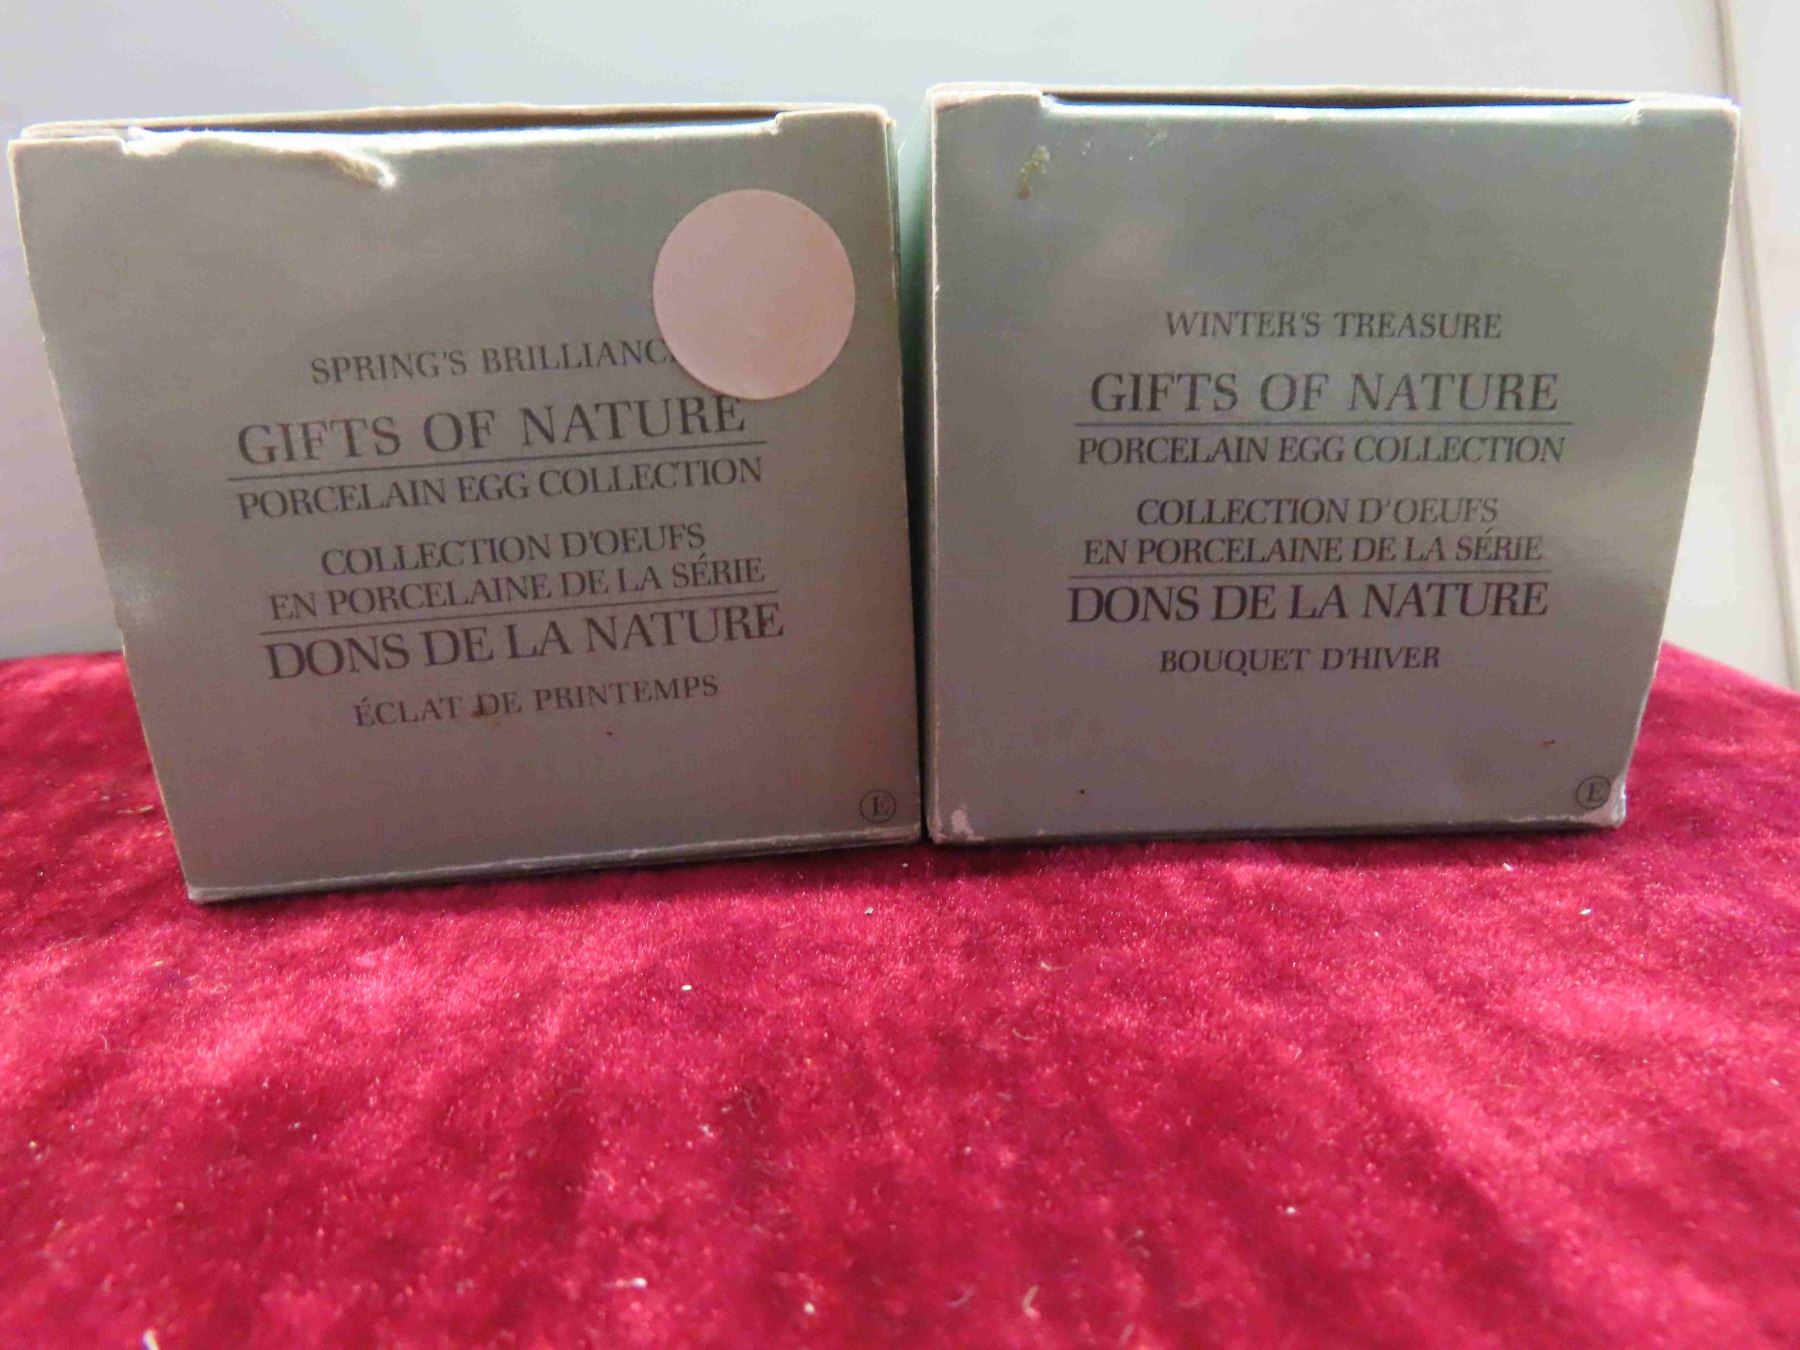 SPRING'S
GIFTS OF NATURE
PORCELAIN EGG COLLECTION
COLLECTION D'OEUFS
EN PORCELAINE DE LA SÉRIE
DONS DE LA NATURE
ÉCLAT DE PRINTEMPS
E
WINTER'S TREASURE
GIFTS OF NATURE
PORCELAIN EGG COLLECTION
COLLECTION D'OEUFS
EN PORCELAINE DE LA SÉRIE
DONS DE LA NATURE
BOUQUET D'HIVER
E